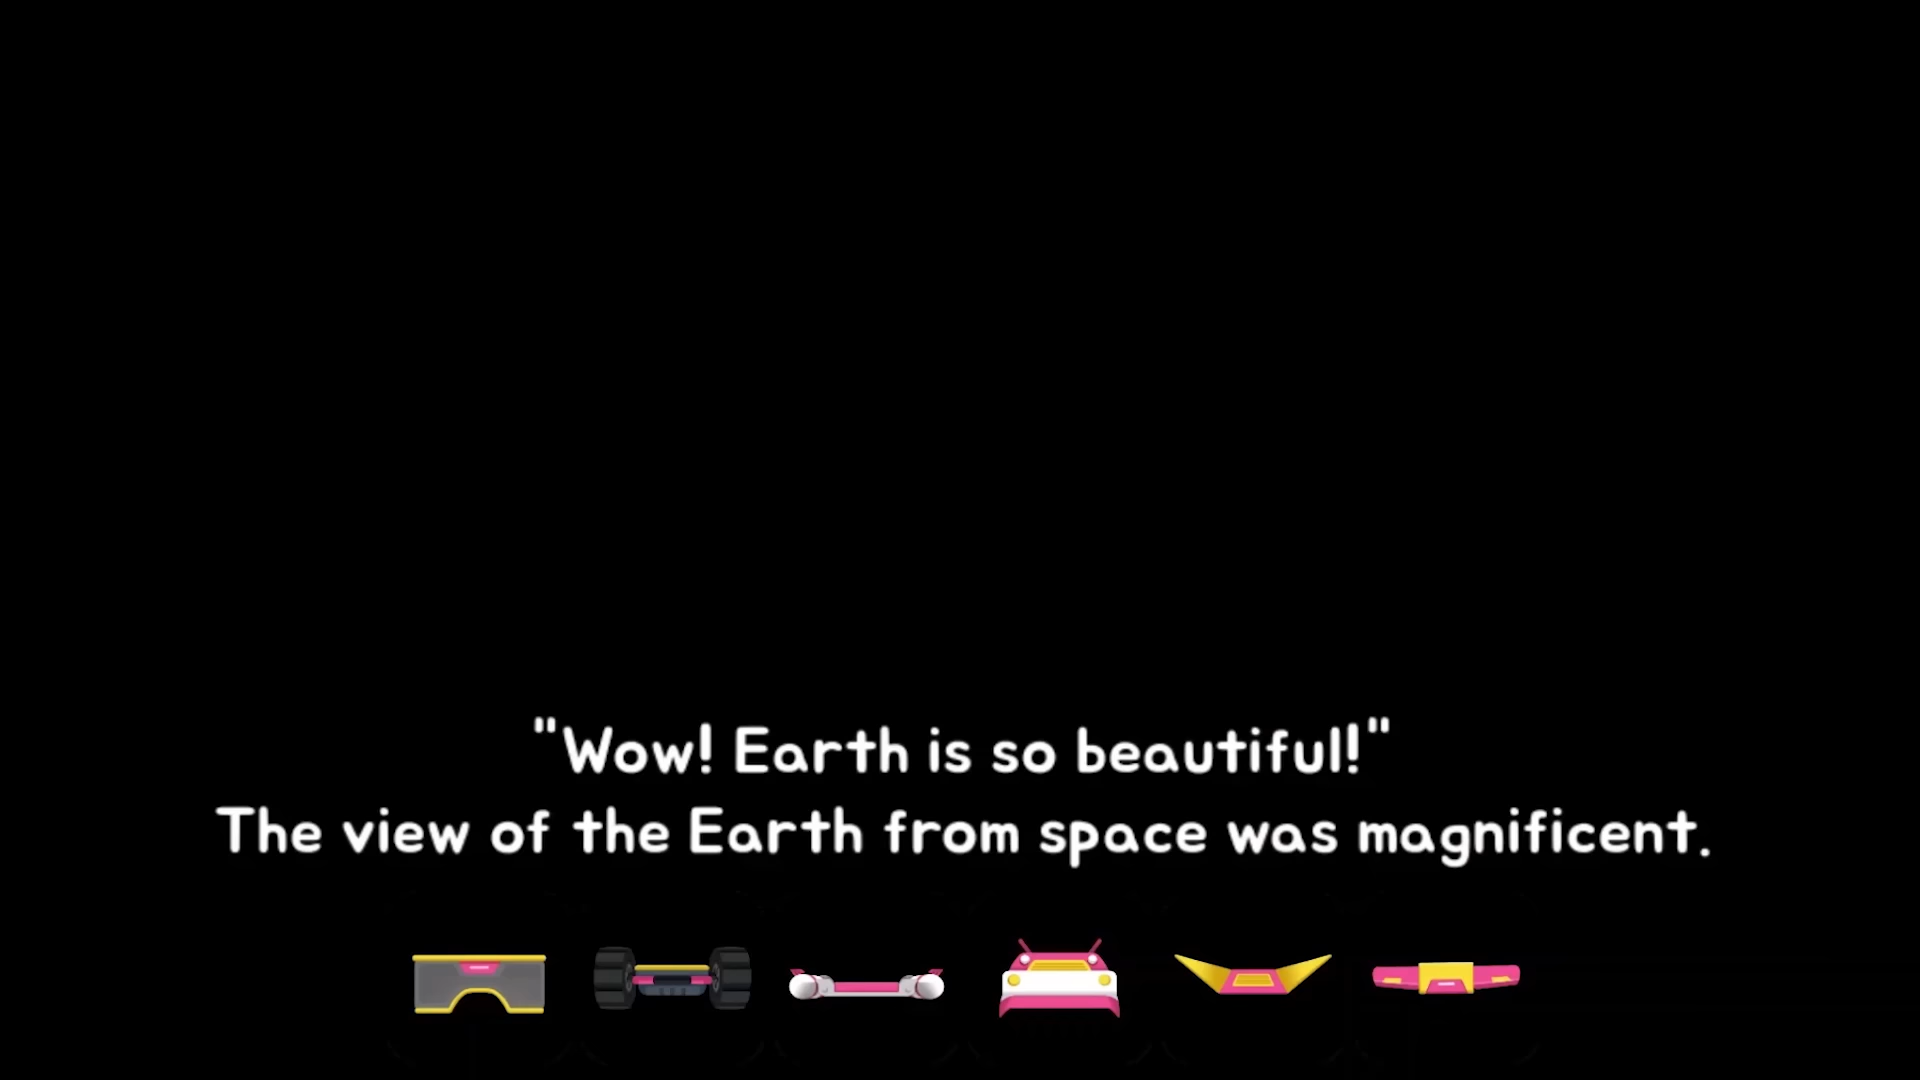 "Wow! Earth is so beautiful!"
The view of the Earth from space was magnificent.